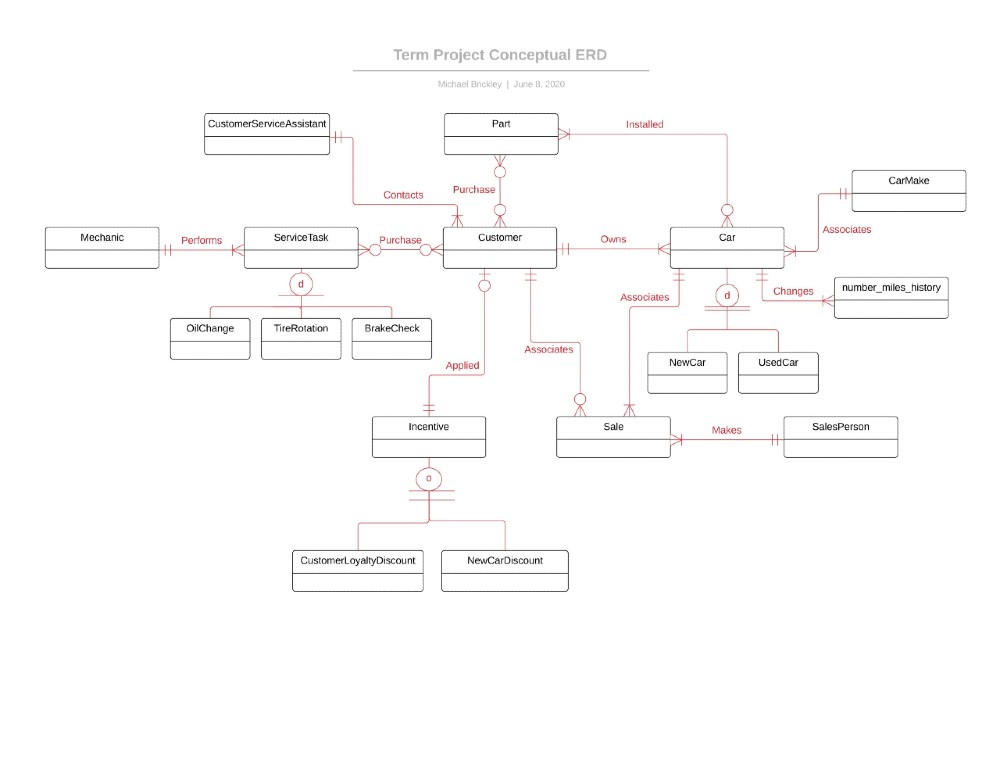 Term Project Conceptual ERD
Michael Brickley | June 8, 2020
CustomerServiceAssistant
Part
Installed
CarMake
Purchase
Contacts
Associates
Mechanic
Performs
ServiceTask
Purchase
Customer
Owns
Car
d
Associates
d
Changes
number_miles_history
OilChange
TireRotation
BrakeCheck
Associates
NewCar
UsedCar
Applied
Incentive
Sale
Makes
SalesPerson
o
CustomerLoyaltyDiscount
NewCarDiscount